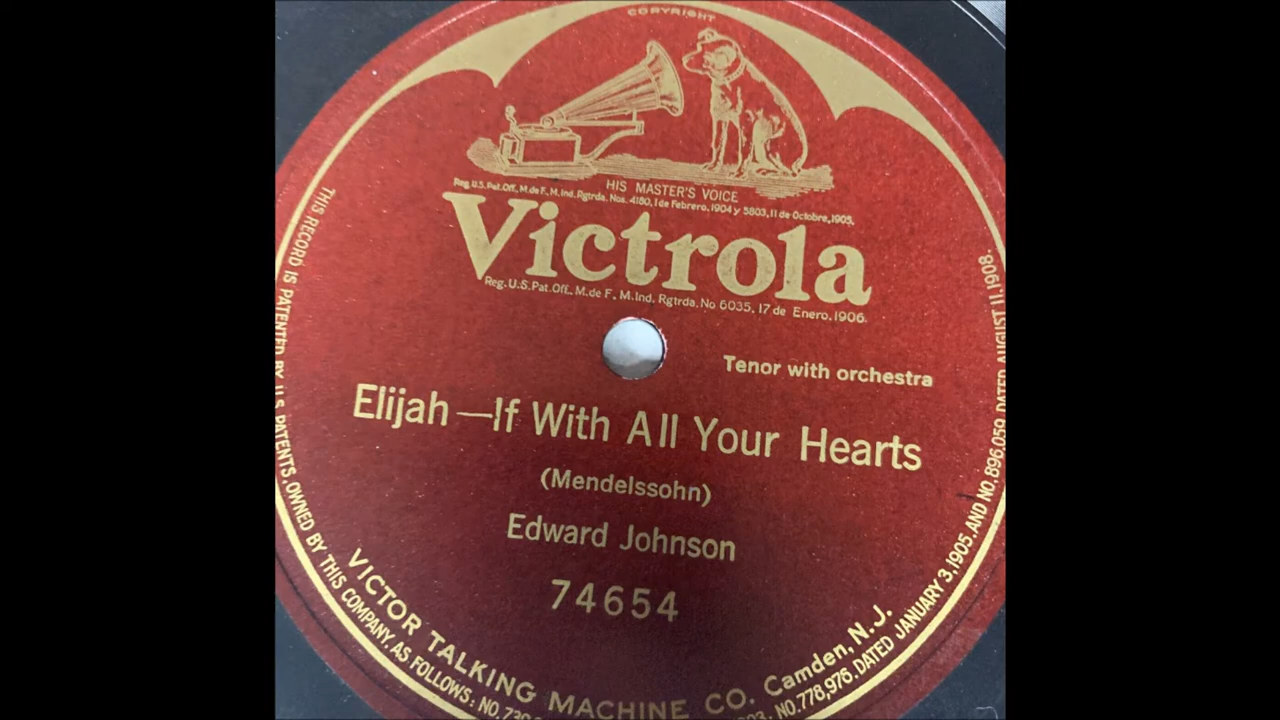 COPYRIGHT
HIS MASTER'S VOICE
Reg. U.S. Pat. Off., M. de F., M. Ind. Rgtrda. Nos. 4180, 1 de Febrero, 1904 y 5803, 11 de Octobre, 1905.
Victrola
Reg. U.S. Pat. Off., M. de F., M. Ind. Rgtrda. No 6035, 17 de Enero, 1906.
Tenor with orchestra
Elijah—If With All Your Hearts
(Mendelssohn)
Edward Johnson
74654
VICTOR TALKING MACHINE CO. Camden, N.J.
THIS RECORD IS PATENTED BY U.S. PATENTS, OWNED BY THIS COMPANY, AS FOLLOWS: NO.
NO. 778,976. DATED JANUARY 3, 1905. AND NO. 896,059, DATED AUGUST 11, 1908.